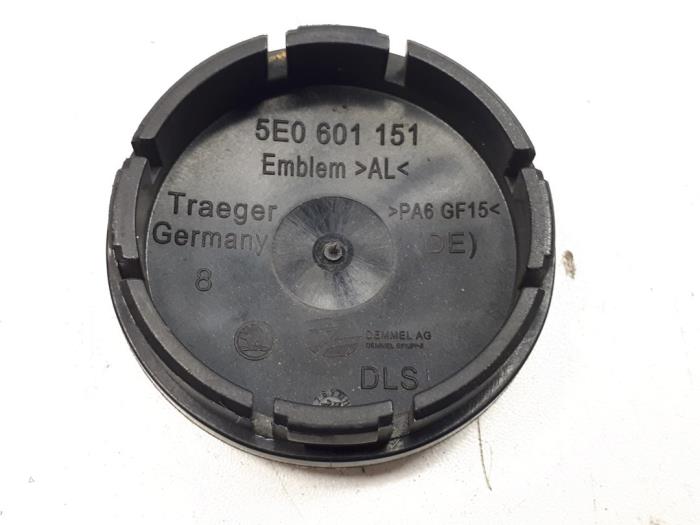 5E0 601 151
Emblem >AL<
Traeger >PA6 GF15<
Germany DE)
8
DEMMEL AG
DLS